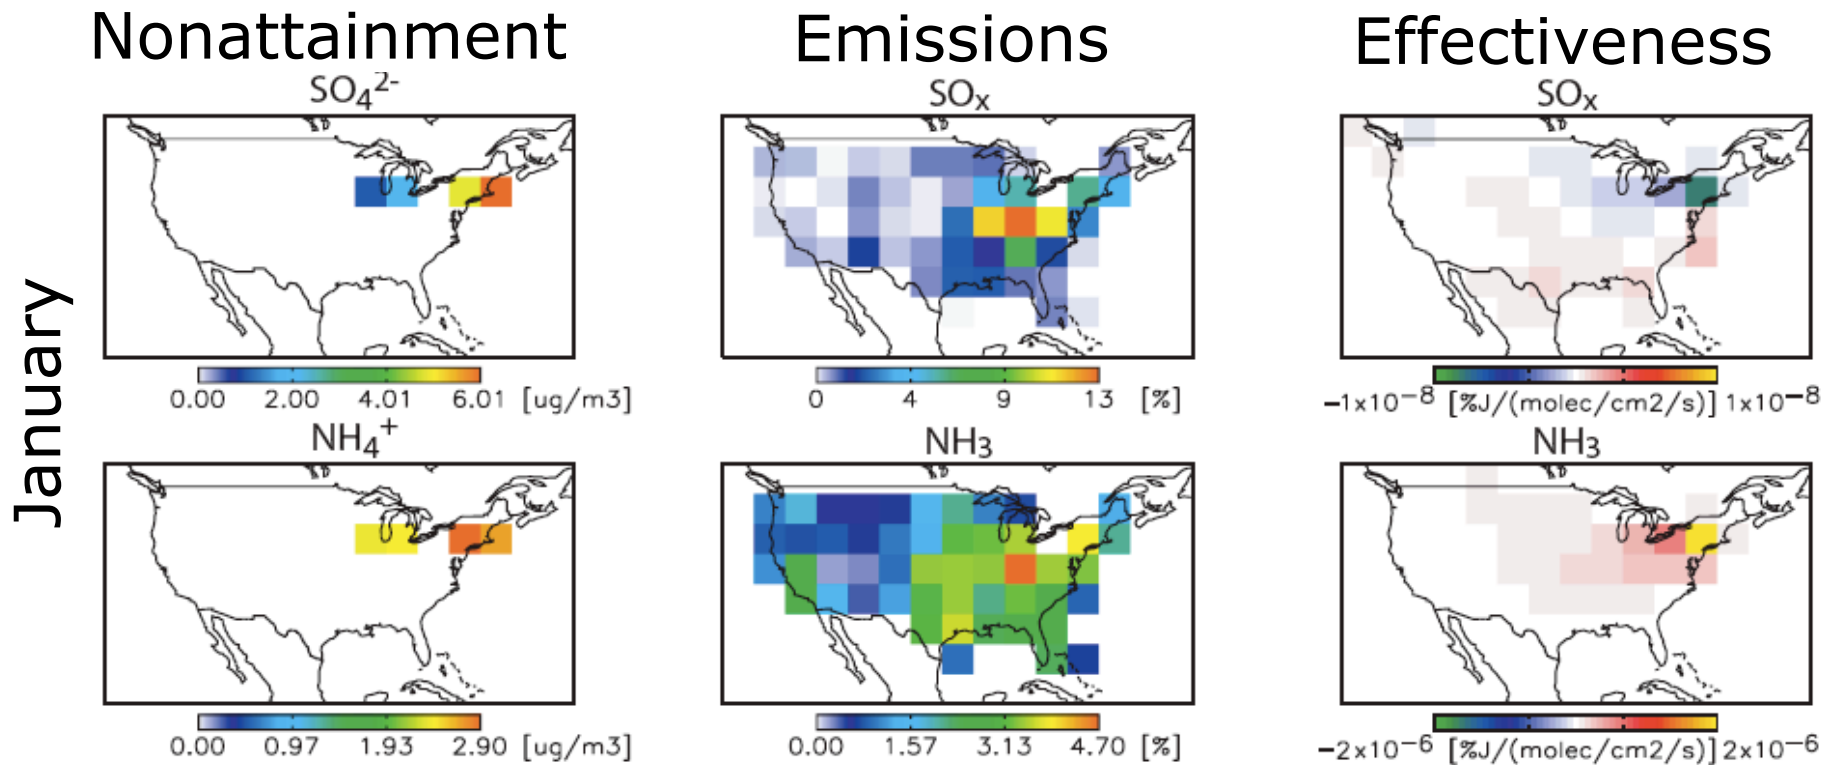 Nonattainment Emissions Effectiveness
SO₄²⁻ SOₓ SOₓ
0.00 2.00 4.01 6.01 [ug/m3]
0 4 9 13 [%]
−1x10⁻⁸ [%J/(molec/cm2/s)] 1x10⁻⁸
January
NH₄⁺ NH₃ NH₃
0.00 0.97 1.93 2.90 [ug/m3]
0.00 1.57 3.13 4.70 [%]
−2x10⁻⁶ [%J/(molec/cm2/s)] 2x10⁻⁶